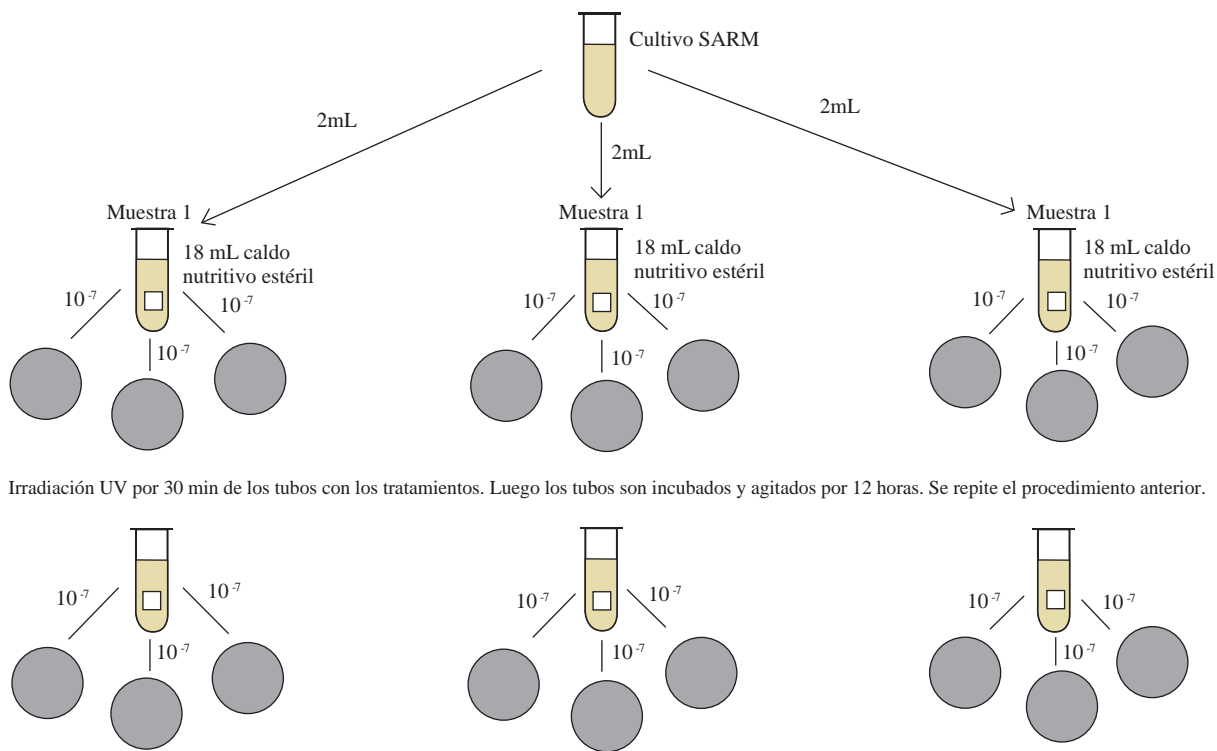 Cultivo SARM
2mL
2mL
2mL
Muestra 1
Muestra 1
Muestra 1
18 mL caldo
nutritivo estéril
18 mL caldo
nutritivo estéril
18 mL caldo
nutritivo estéril
10⁻⁷
10⁻⁷
10⁻⁷
10⁻⁷
10⁻⁷
10⁻⁷
10⁻⁷
10⁻⁷
10⁻⁷
Irradiación UV por 30 min de los tubos con los tratamientos. Luego los tubos son incubados y agitados por 12 horas. Se repite el procedimiento anterior.
10⁻⁷
10⁻⁷
10⁻⁷
10⁻⁷
10⁻⁷
10⁻⁷
10⁻⁷
10⁻⁷
10⁻⁷